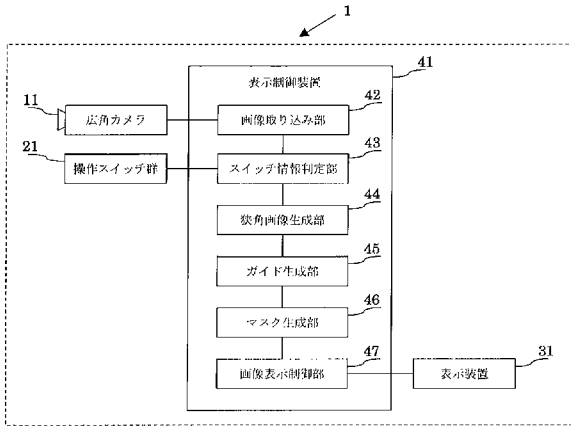 1
表示制御装置
41
11
広角カメラ
画像取り込み部
42
21
操作スイッチ群
スイッチ情報判定部
43
狭角画像生成部
44
ガイド生成部
45
マスク生成部
46
画像表示制御部
47
表示装置
31